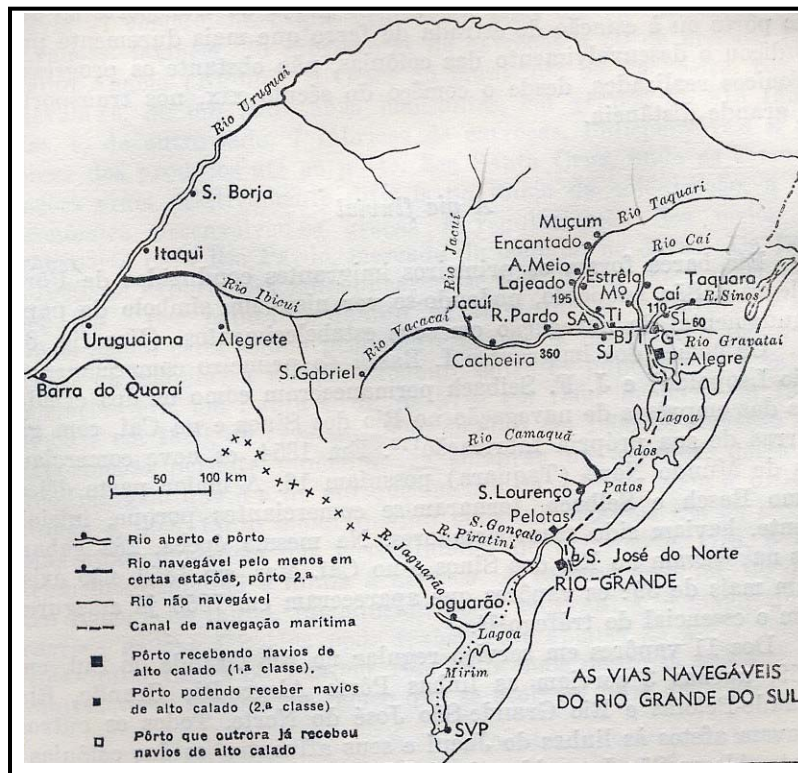 Rio Uruguai
S. Borja
Itaqui
Rio Ibicuí
Uruguaiana
Alegrete
Barra do Quaraí
S. Gabriel
Rio Vacacaí
Rio Jacuí
Jacuí
Cachoeira
R. Pardo
350
Muçum
Rio Taquari
Encantado
A. Meio
Lajeado
Estrêla
195
Rio Caí
Mº
Caí
Taquara
R. Sinos
110
SL 60
SA
Ti
BJT
G
Rio Gravataí
SJ
P. Alegre
Lagoa
dos
Patos
Rio Camaquã
S. Lourenço
Pelotas
S. Gonçalo
R. Piratini
S. José do Norte
RIO GRANDE
R. Jaguarão
Jaguarão
Lagoa
Mirim
SVP
0 50 100 km
Rio aberto e pôrto
Rio navegável pelo menos em
certas estações, pôrto 2.ª
Rio não navegável
Canal de navegação marítima
Pôrto recebendo navios de
alto calado (1.ª classe).
Pôrto podendo receber navios
de alto calado (2.ª classe)
Pôrto que outrora já recebeu
navios de alto calado
AS VIAS NAVEGÁVEIS
DO RIO GRANDE DO SUL